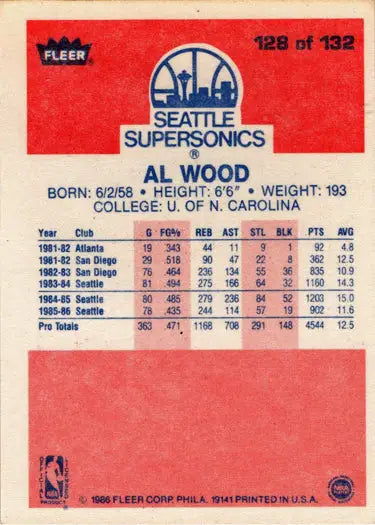 FLEER
128 of 132
SEATTLE
SUPERSONICS
®
AL WOOD
BORN: 6/2/58 • HEIGHT: 6'6" • WEIGHT: 193
COLLEGE: U. OF N. CAROLINA
Year Club G FG% REB AST STL BLK PTS AVG
1981-82 Atlanta 19 .343 44 11 9 1 92 4.8
1981-82 San Diego 29 .518 90 47 22 8 362 12.5
1982-83 San Diego 76 .464 236 134 55 36 835 10.9
1983-84 Seattle 81 .494 275 166 64 32 1160 14.3
1984-85 Seattle 80 .485 279 236 84 52 1203 15.0
1985-86 Seattle 78 .435 244 114 57 19 902 11.6
Pro Totals 363 .471 1168 708 291 148 4544 12.5
OFFICIAL NBA LICENSED
PRODUCT
© 1986 FLEER CORP. PHILA. 19141 PRINTED IN U.S.A.